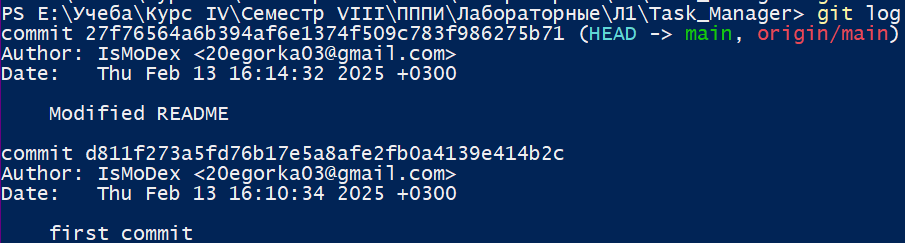 PS E:\Учеба\Курс IV\Семестр VIII\ПППИ\Лабораторные\Л1\Task_Manager> git log
commit 27f76564a6b394af6e1374f509c783f986275b71 (HEAD -> main, origin/main)
Author: IsMoDex <20egorka03@gmail.com>
Date:   Thu Feb 13 16:14:32 2025 +0300
    Modified README
commit d811f273a5fd76b17e5a8afe2fb0a4139e414b2c
Author: IsMoDex <20egorka03@gmail.com>
Date:   Thu Feb 13 16:10:34 2025 +0300
    first commit